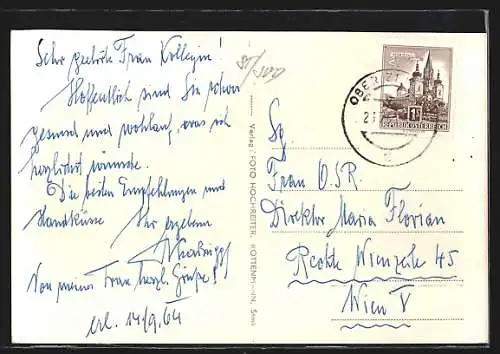 Sehr geehrte Frau Kollegin!
Hoffentlich sind Sie schon
gesund und wohlauf, was ich
herzlichst wünsche.
Die besten Empfehlungen und
Handküsse Ihr ergebener
Von meiner Frau herzl. Grüße!
erl. 14/9.64
Verlag: FOTO HOCHREITER,
REPUBLIK ÖSTERREICH
OBER
Sg
Frau O.S.R.
Direktor Maria Florian
Rechte Wienzeile 45
Wien V